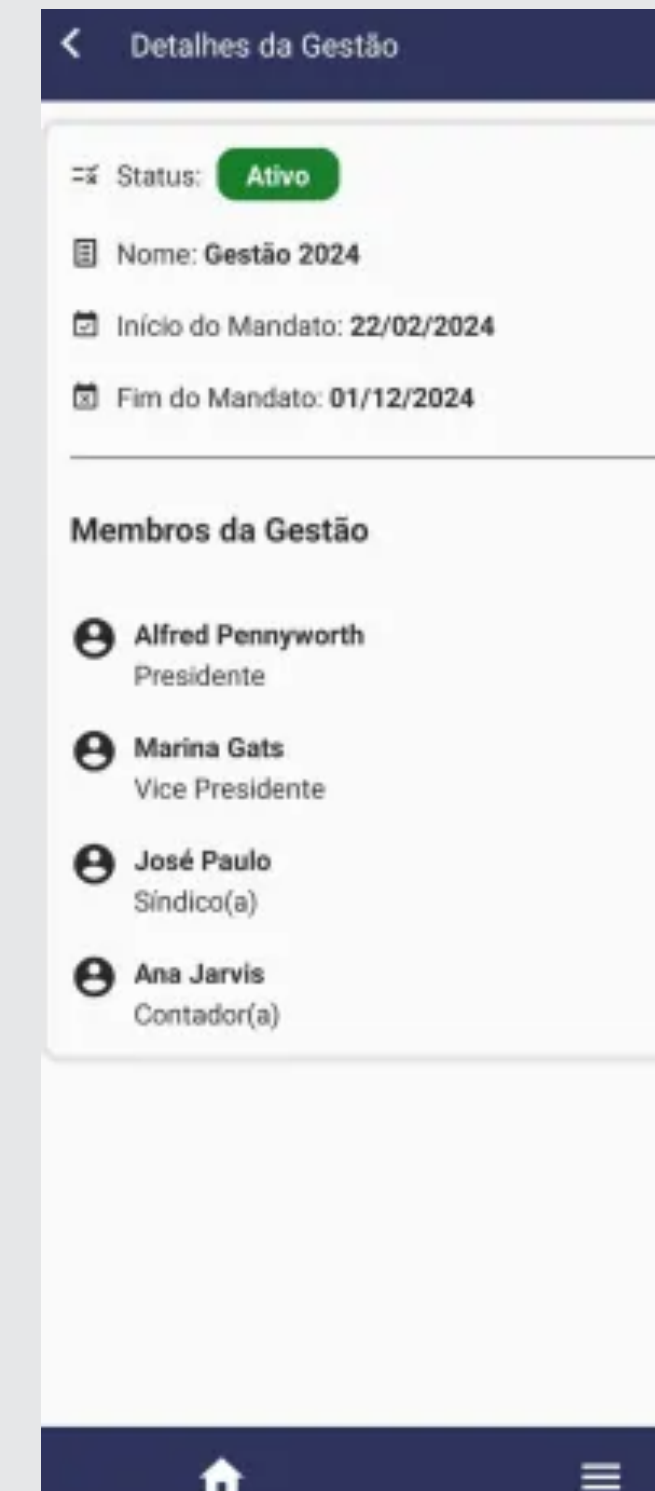 Detalhes da Gestão
Status: Ativo
Nome: Gestão 2024
Início do Mandato: 22/02/2024
Fim do Mandato: 01/12/2024
Membros da Gestão
Alfred Pennyworth
Presidente
Marina Gats
Vice Presidente
José Paulo
Síndico(a)
Ana Jarvis
Contador(a)